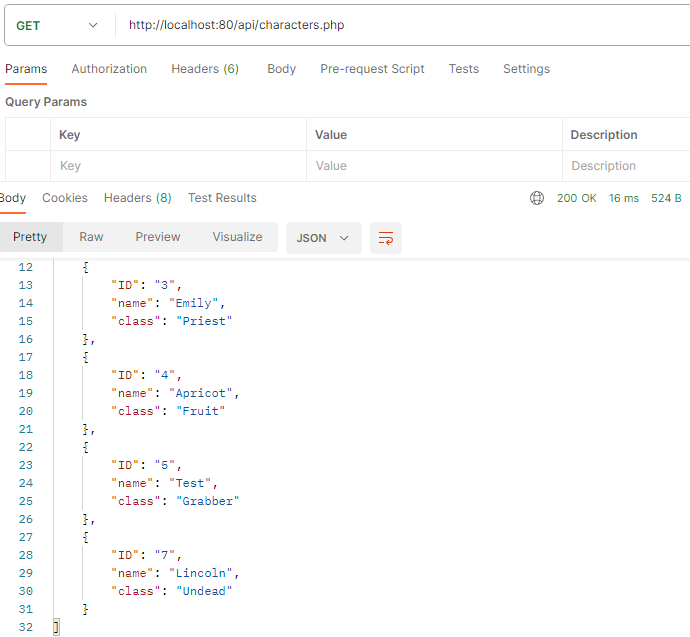 GET http://localhost:80/api/characters.php
Params Authorization Headers (6) Body Pre-request Script Tests Settings
Query Params
Key Value Description
Key Value Description
Body Cookies Headers (8) Test Results 200 OK 16 ms 524 B
Pretty Raw Preview Visualize JSON
12 {
13 "ID": "3",
14 "name": "Emily",
15 "class": "Priest"
16 },
17 {
18 "ID": "4",
19 "name": "Apricot",
20 "class": "Fruit"
21 },
22 {
23 "ID": "5",
24 "name": "Test",
25 "class": "Grabber"
26 },
27 {
28 "ID": "7",
29 "name": "Lincoln",
30 "class": "Undead"
31 }
32 ]